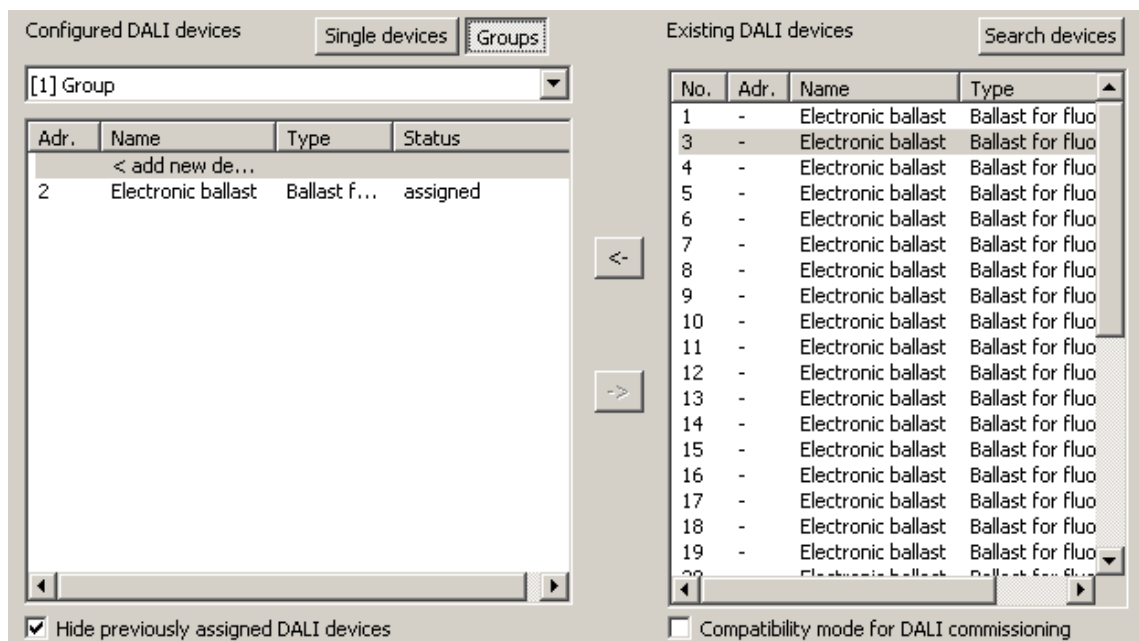 Configured DALI devices Single devices Groups
[1] Group
Adr. Name Type Status
< add new de...
2 Electronic ballast Ballast f... assigned
Hide previously assigned DALI devices
<-
->
Existing DALI devices Search devices
No. Adr. Name Type
1 - Electronic ballast Ballast for fluo
3 - Electronic ballast Ballast for fluo
4 - Electronic ballast Ballast for fluo
5 - Electronic ballast Ballast for fluo
6 - Electronic ballast Ballast for fluo
7 - Electronic ballast Ballast for fluo
8 - Electronic ballast Ballast for fluo
9 - Electronic ballast Ballast for fluo
10 - Electronic ballast Ballast for fluo
11 - Electronic ballast Ballast for fluo
12 - Electronic ballast Ballast for fluo
13 - Electronic ballast Ballast for fluo
14 - Electronic ballast Ballast for fluo
15 - Electronic ballast Ballast for fluo
16 - Electronic ballast Ballast for fluo
17 - Electronic ballast Ballast for fluo
18 - Electronic ballast Ballast for fluo
19 - Electronic ballast Ballast for fluo
Compatibility mode for DALI commissioning